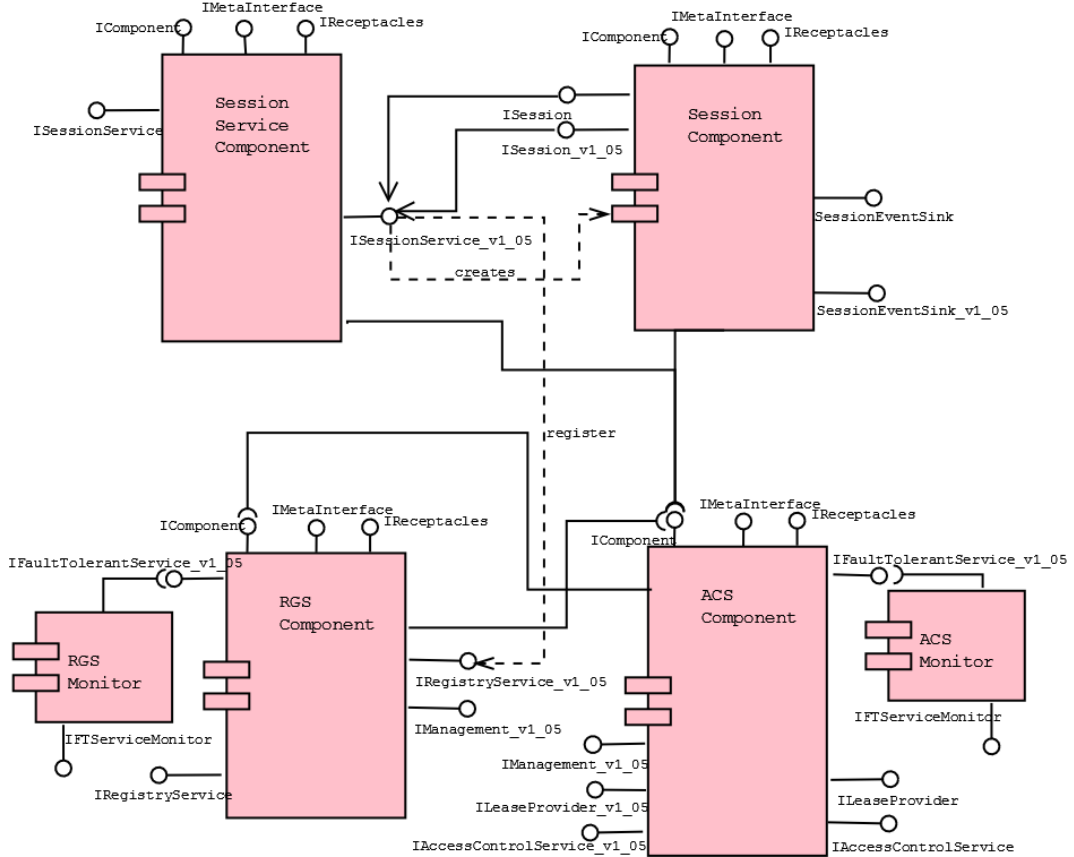 IMetaInterface
IComponent
IReceptacles
Session
Service
Component
ISessionService
IMetaInterface
IComponent
IReceptacles
ISession
ISession_v1_05
Session
Component
SessionEventSink
SessionEventSink_v1_05
ISessionService_v1_05
creates
register
IMetaInterface
IComponent
IReceptacles
IFaultTolerantService_v1_05
RGS
Component
RGS
Monitor
IRegistryService_v1_05
IManagement_v1_05
IFTServiceMonitor
IRegistryService
IMetaInterface
IReceptacles
IComponent
IFaultTolerantService_v1_05
ACS
Component
ACS
Monitor
IFTServiceMonitor
IManagement_v1_05
ILeaseProvider_v1_05
IAccessControlService_v1_05
ILeaseProvider
IAccessControlService